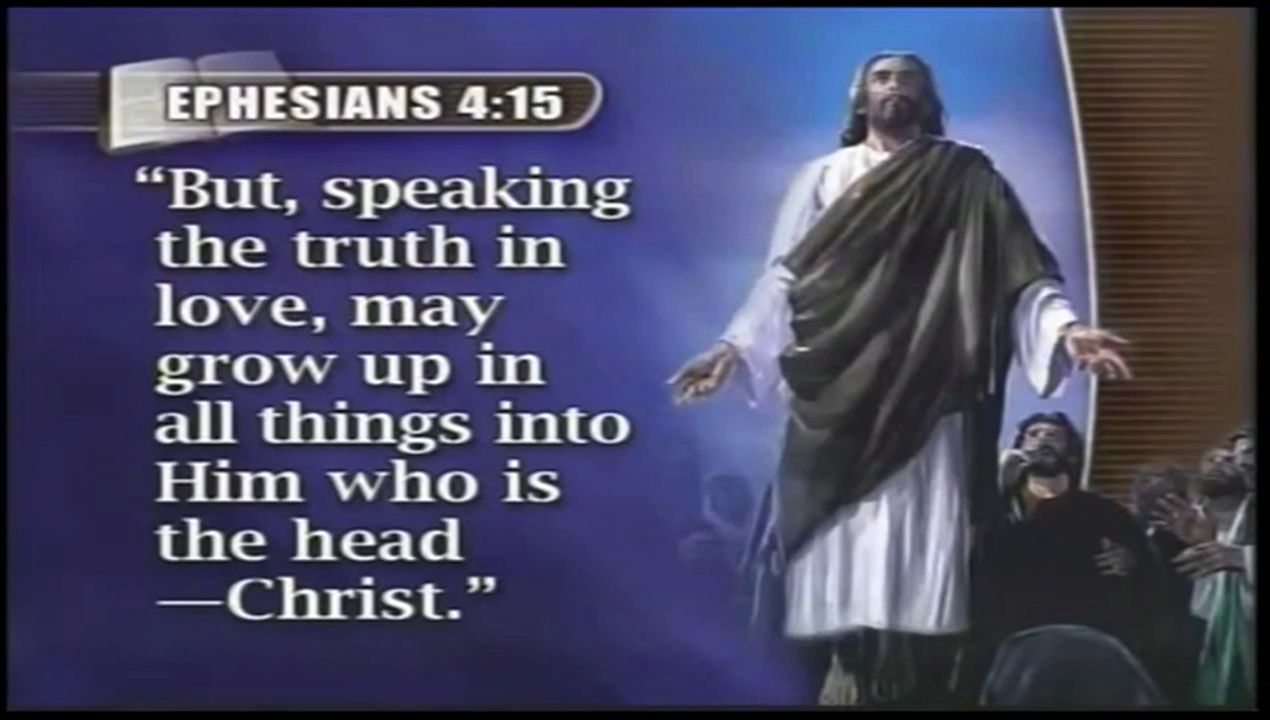 EPHESIANS 4:15
“But, speaking
the truth in
love, may
grow up in
all things into
Him who is
the head
—Christ.”